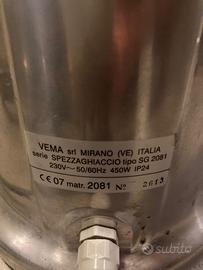 VEMA srl MIRANO (VE) ITALIA
serie SPEZZAGHIACCIO tipo SG 2081
230V~ 50/60Hz 450W IP24
CE 07 matr. 2081 N° 2613
subito